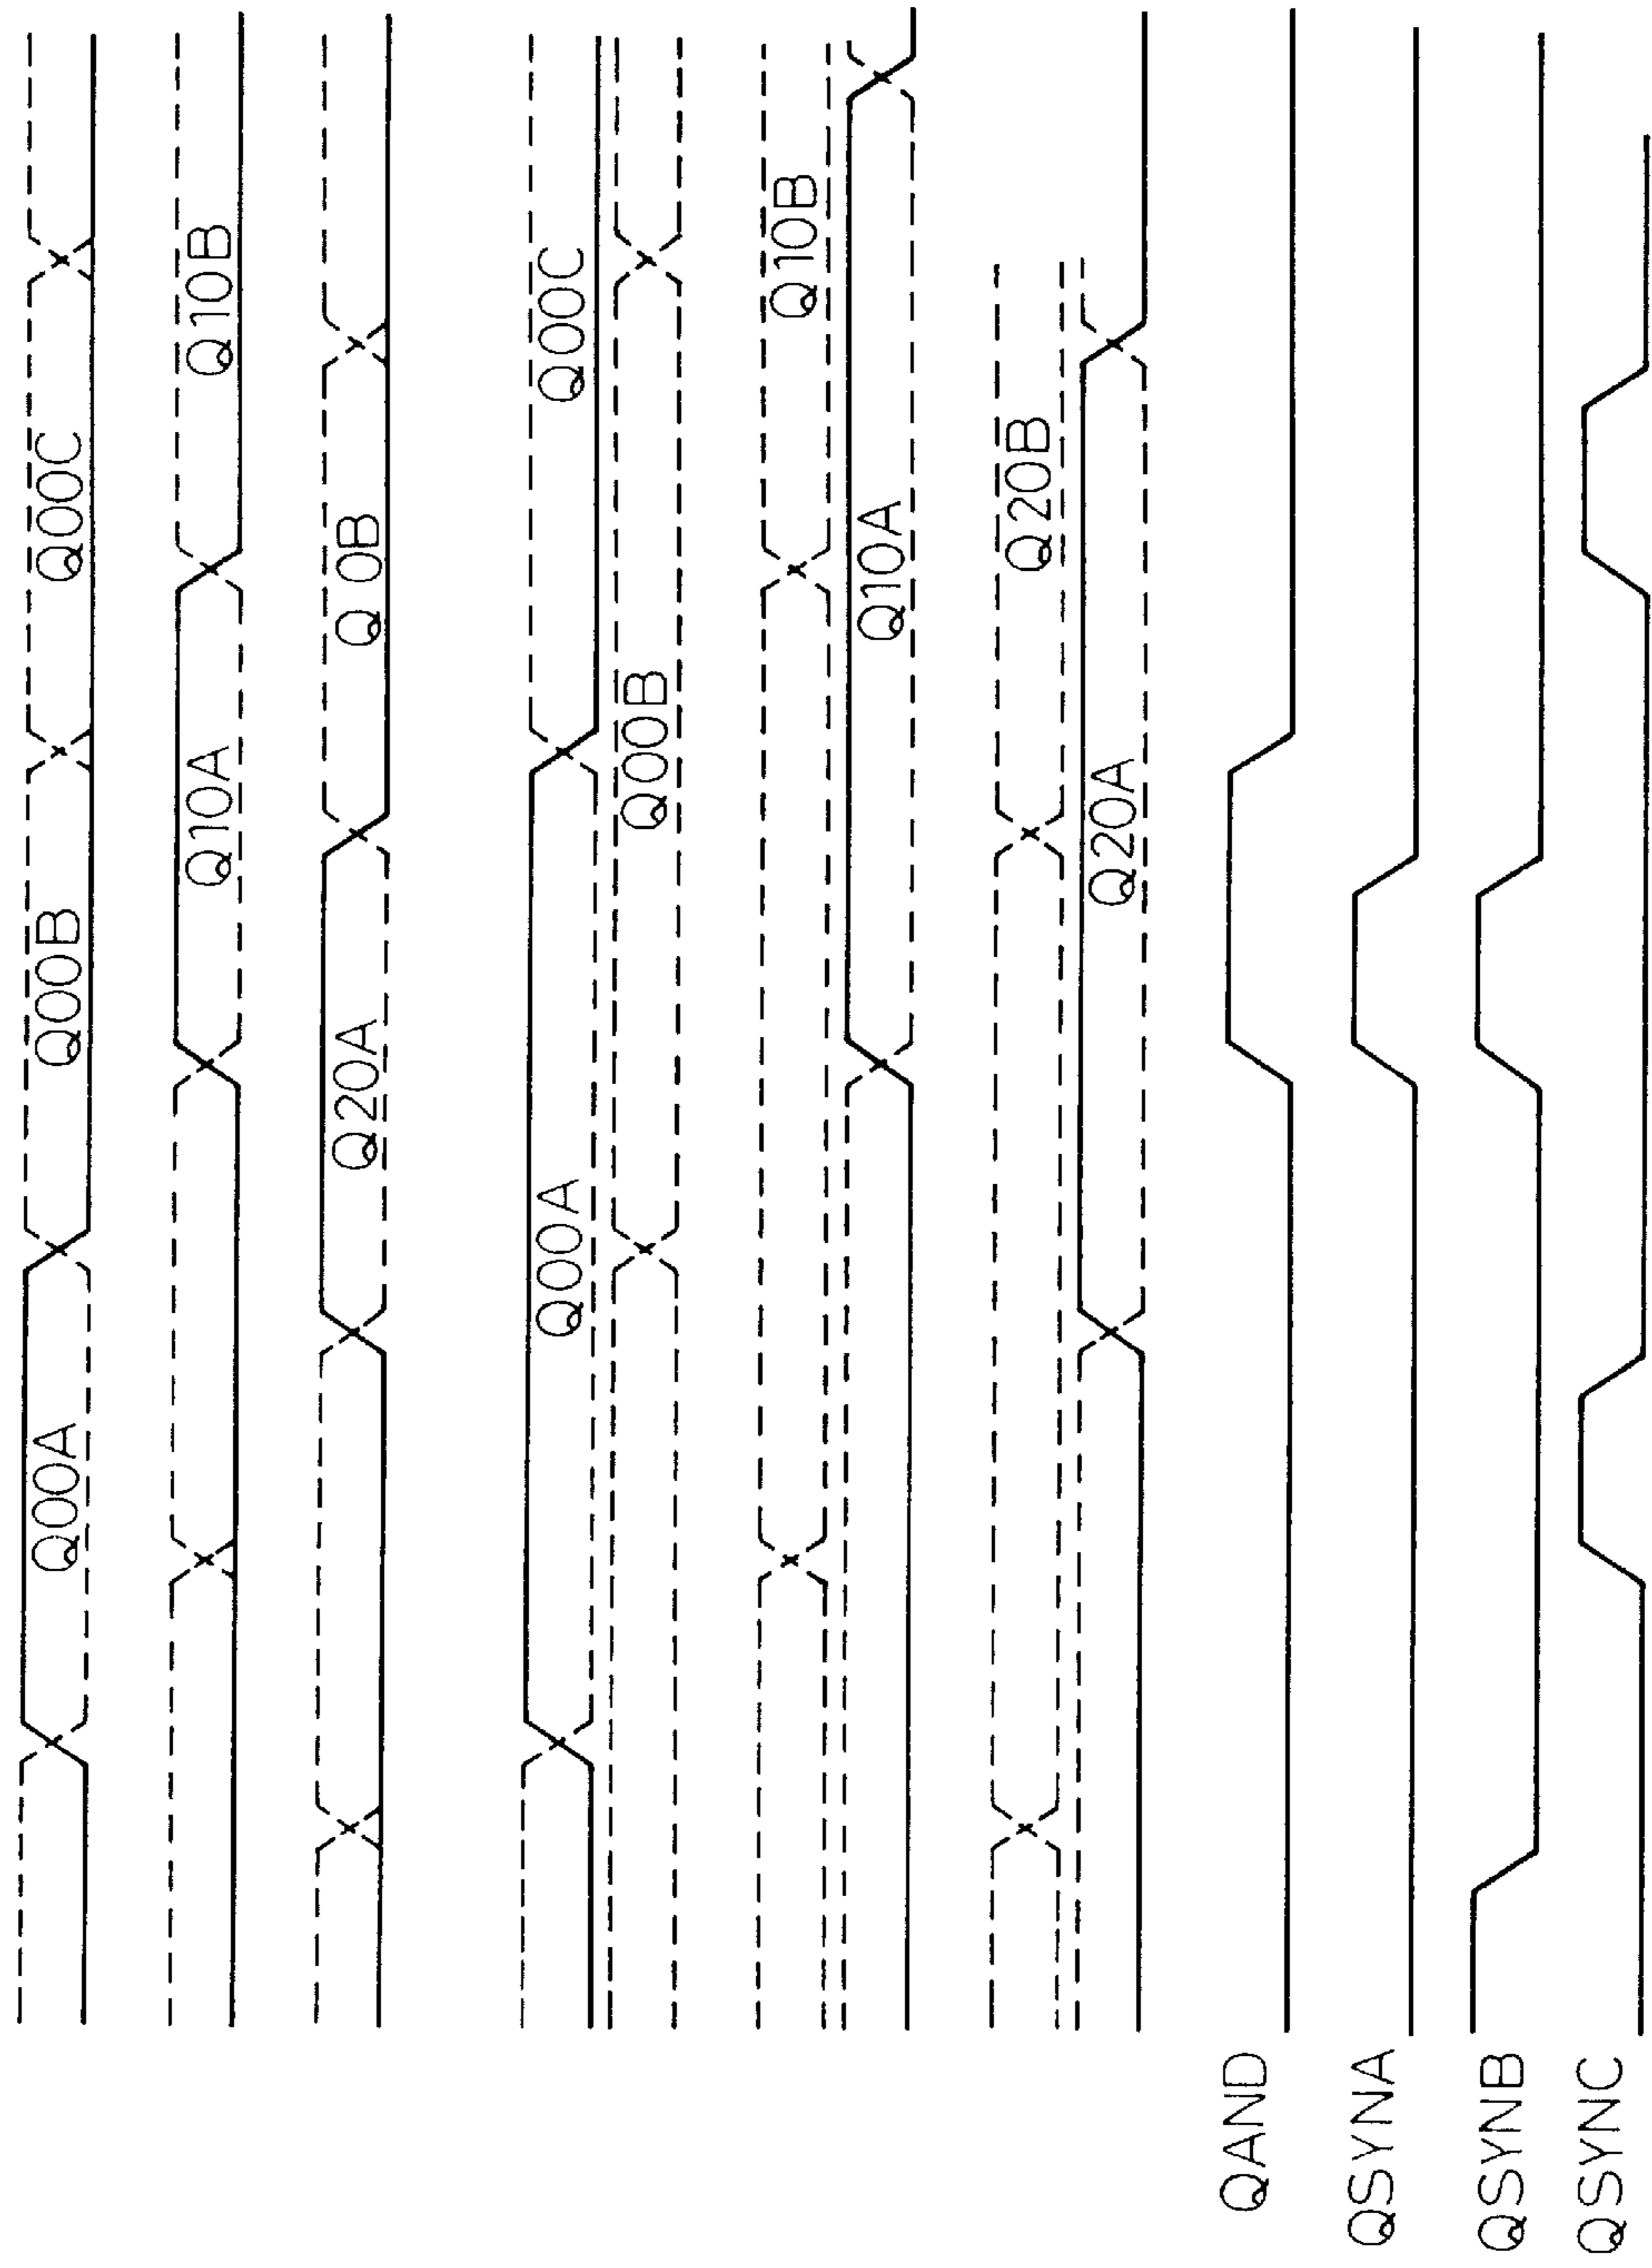 Q00A Q00B Q00C
Q10A Q10B
Q20A Q 0B
Q00A Q00C
Q00B
Q10B
Q10A
Q20B
Q20A
QAND
QSYNA
QSYNB
QSYNC